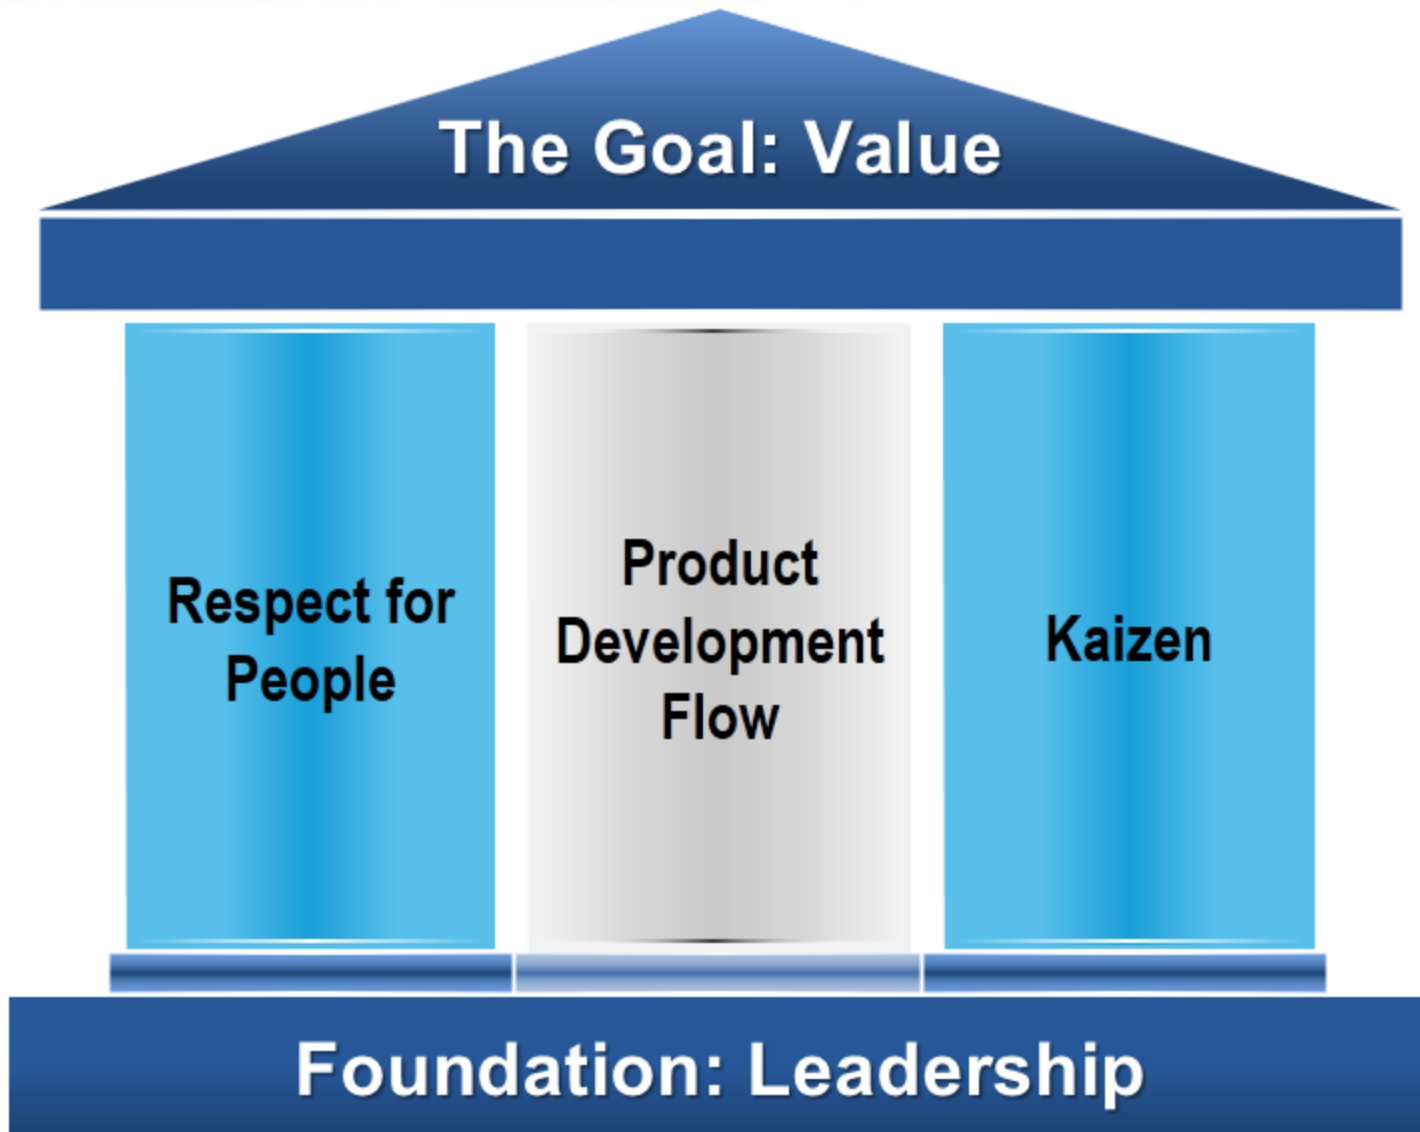 The Goal: Value
Respect for
People
Product
Development
Flow
Kaizen
Foundation: Leadership